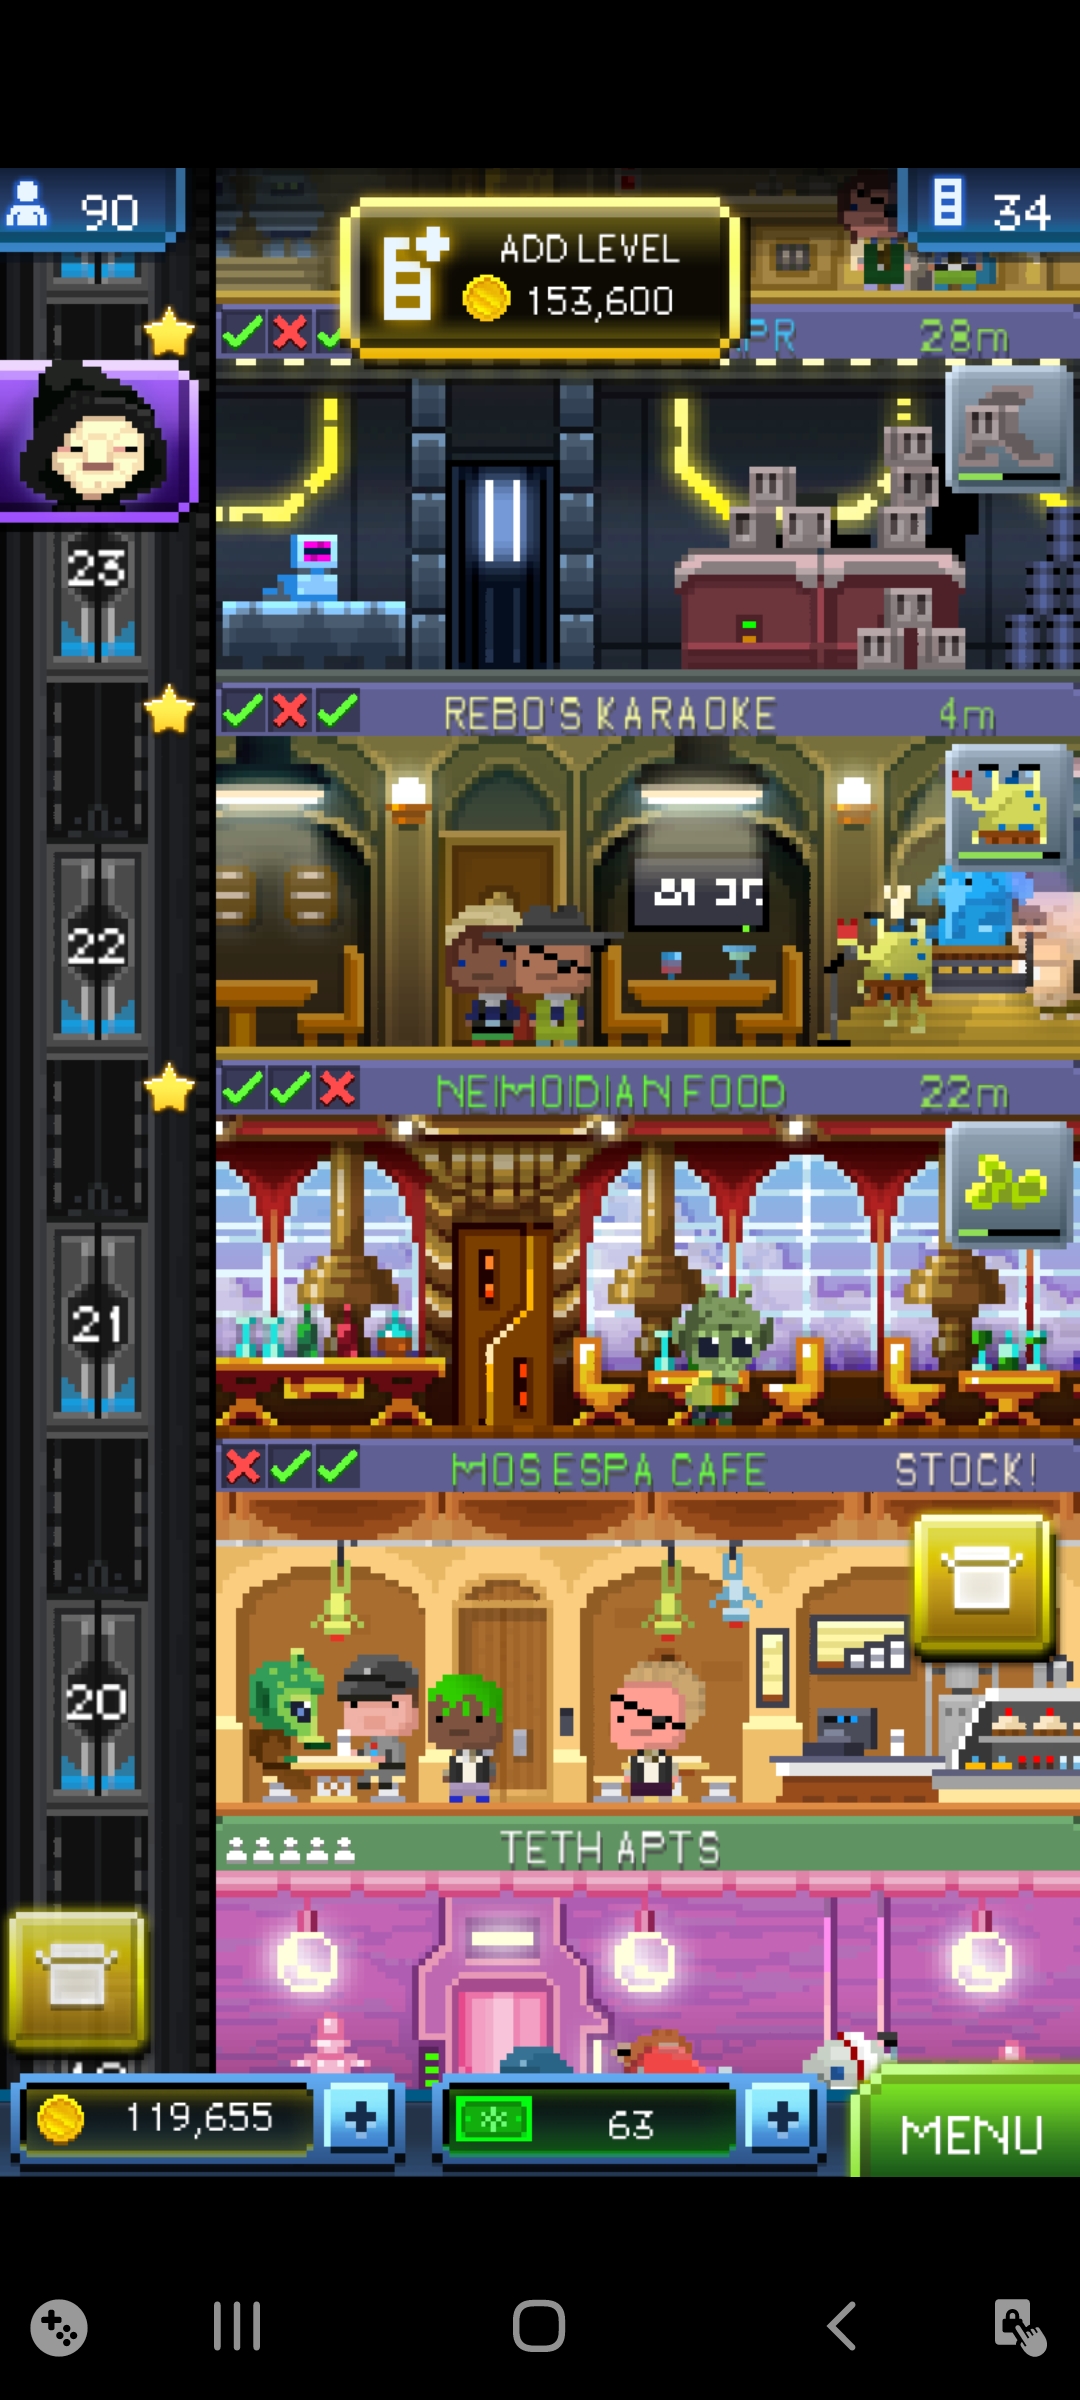 90
ADD LEVEL
153,600
34
PR
28m
23
REBO'S KARAOKE
4m
22
NEIMOIDIAN FOOD
22m
21
MOS ESPA CAFE
STOCK!
20
TETH APTS
119,655
63
MENU